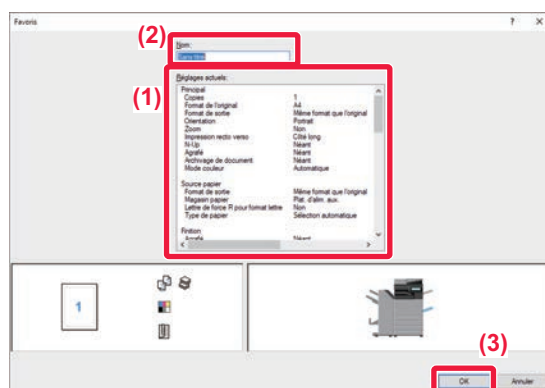 Favoris ? ×
(2)
Nom:
Sans titre
Réglages actuels:
(1)
Principal
Copies 1
Format de l'original A4
Format de sortie Même format que l'original
Orientation Portrait
Zoom Non
Impression recto verso Côté long
N-Up Néant
Agrafé Néant
Archivage de document Néant
Mode couleur Automatique
Source papier
Format de sortie Même format que l'original
Magasin papier Plat. d'alim. aux.
Lettre de force R pour format lettre Non
Type de papier Sélection automatique
Finition
Agrafé Néant
1
(3)
OK Annuler